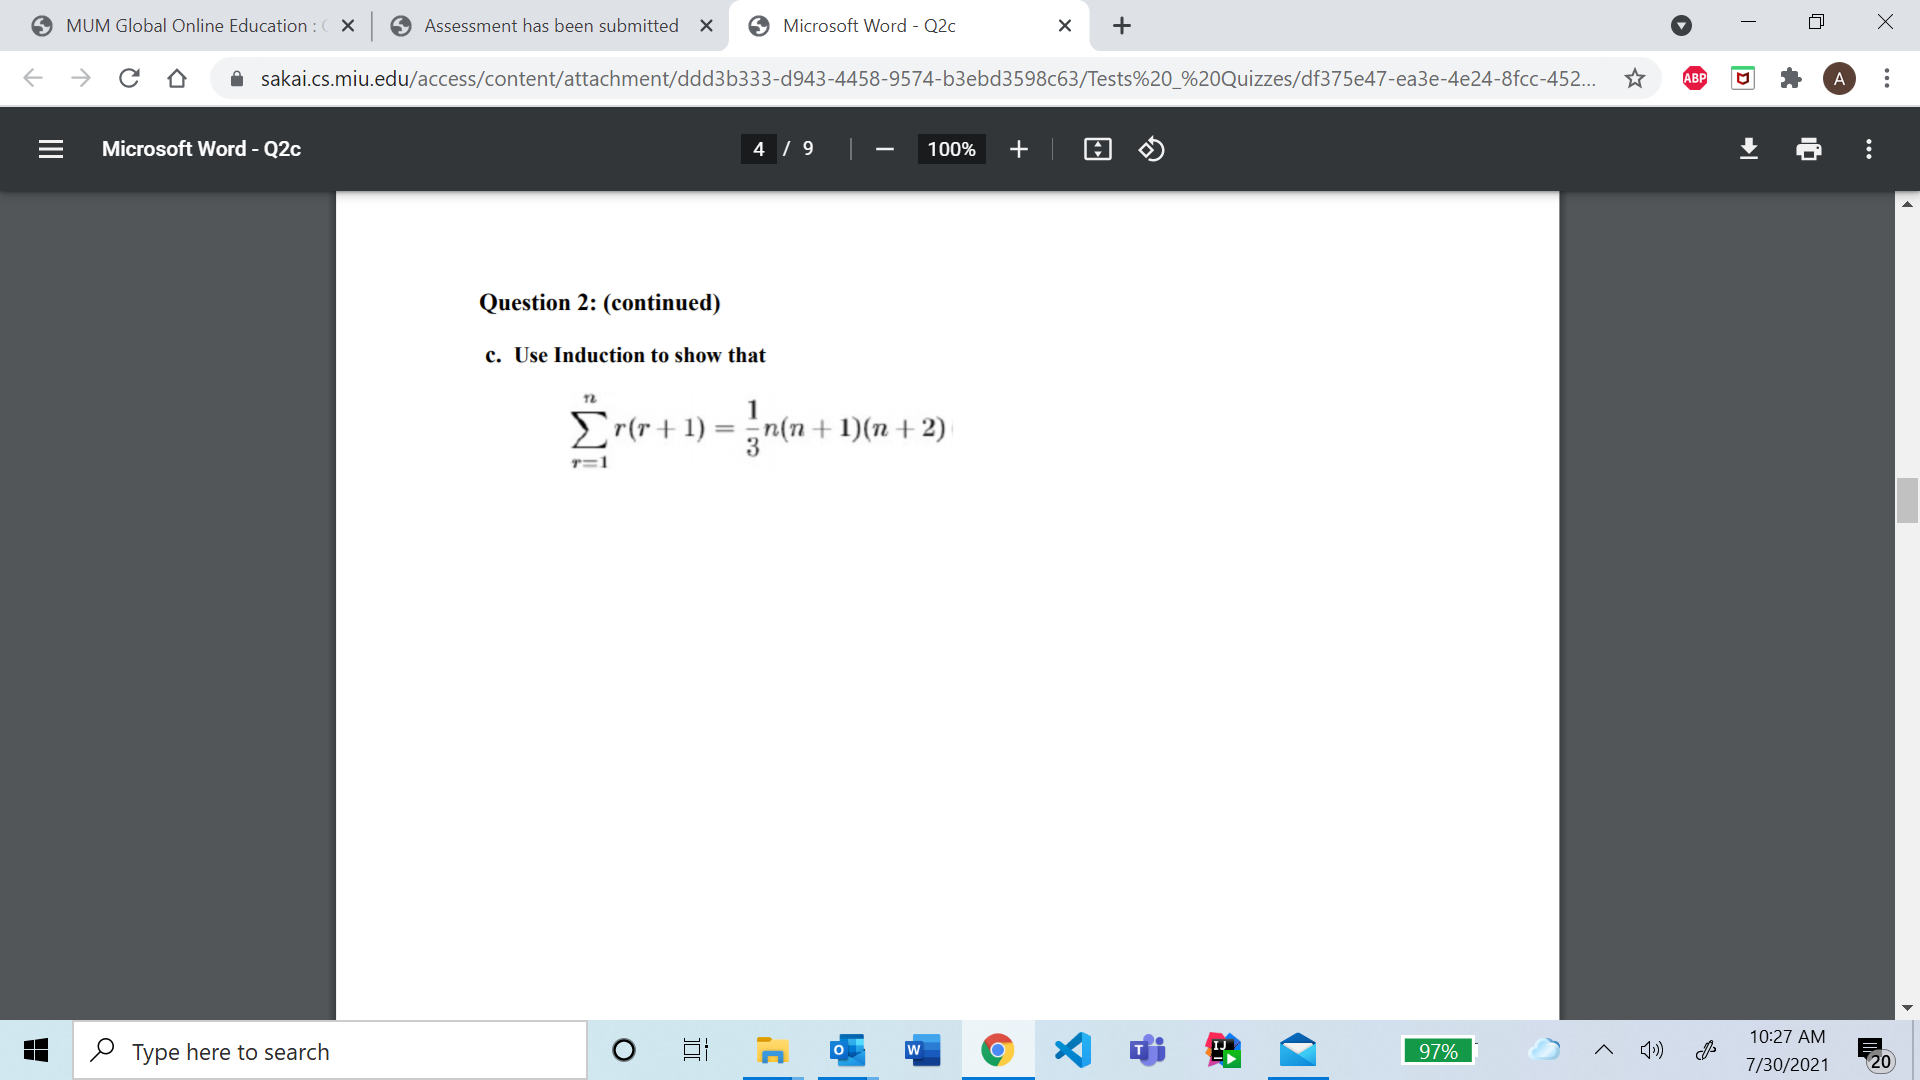 MUM Global Online Education :
Assessment has been submitted
Microsoft Word - Q2c
sakai.cs.miu.edu/access/content/attachment/ddd3b333-d943-4458-9574-b3ebd3598c63/Tests%20_%20Quizzes/df375e47-ea3e-4e24-8fcc-452...
ABP
A
Microsoft Word - Q2c
4 / 9
100%
Question 2: (continued)
c. Use Induction to show that
n
∑ r(r + 1) = 1/3 n(n + 1)(n + 2)
r=1
Type here to search
97%
10:27 AM
7/30/2021
20